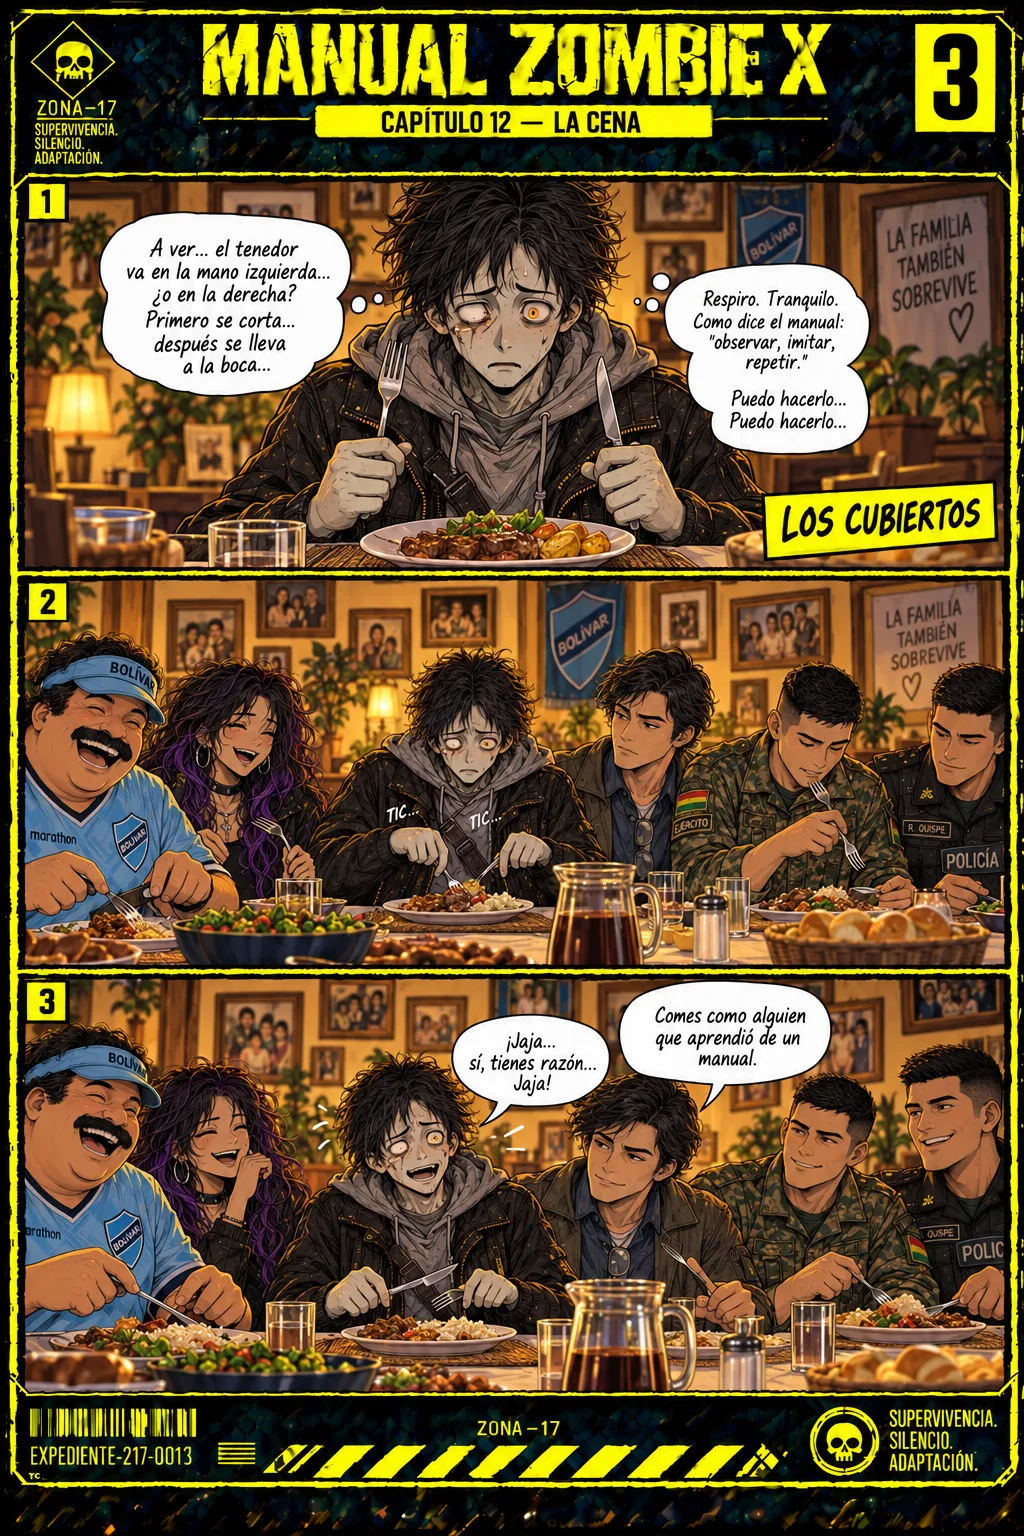 MANUAL ZOMBIE X
CAPÍTULO 12 — LA CENA
3
ZONA-17
SUPERVIVENCIA.
SILENCIO.
ADAPTACIÓN.
1
A ver... el tenedor
va en la mano izquierda...
¿o en la derecha?
Primero se corta...
después se lleva
a la boca...
Respiro. Tranquilo.
Como dice el manual:
"observar, imitar,
repetir."
Puedo hacerlo...
Puedo hacerlo...
BOLÍVAR
LA FAMILIA
TAMBIÉN
SOBREVIVE
LOS CUBIERTOS
2
BOLÍVAR
LA FAMILIA
TAMBIÉN
SOBREVIVE
BOLÍVAR
marathon
BOLÍVAR
TIC...
TIC...
EJERCITO
R. QUISPE
POLICÍA
3
¡Jaja...
sí, tienes razón...
Jaja!
Comes como alguien
que aprendió de un
manual.
BOLÍVAR
arathon
BOLÍVAR
QUISPE
POLIC
EXPEDIENTE-217-0013
TC
ZONA-17
SUPERVIVENCIA.
SILENCIO.
ADAPTACIÓN.